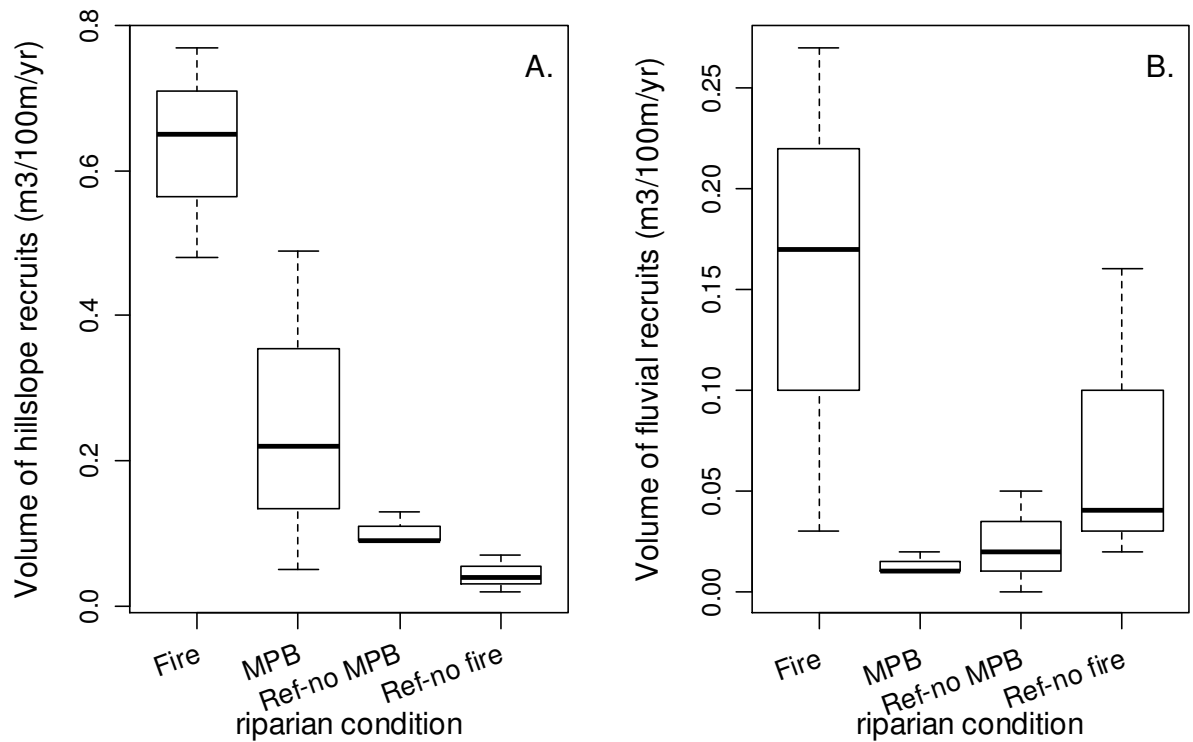 A.
Volume of hillslope recruits (m3/100m/yr)
0.8
0.6
0.4
0.2
0.0
Fire
MPB
Ref-no MPB
Ref-no fire
riparian condition
B.
Volume of fluvial recruits (m3/100m/yr)
0.25
0.20
0.15
0.10
0.05
0.00
Fire
MPB
Ref-no MPB
Ref-no fire
riparian condition